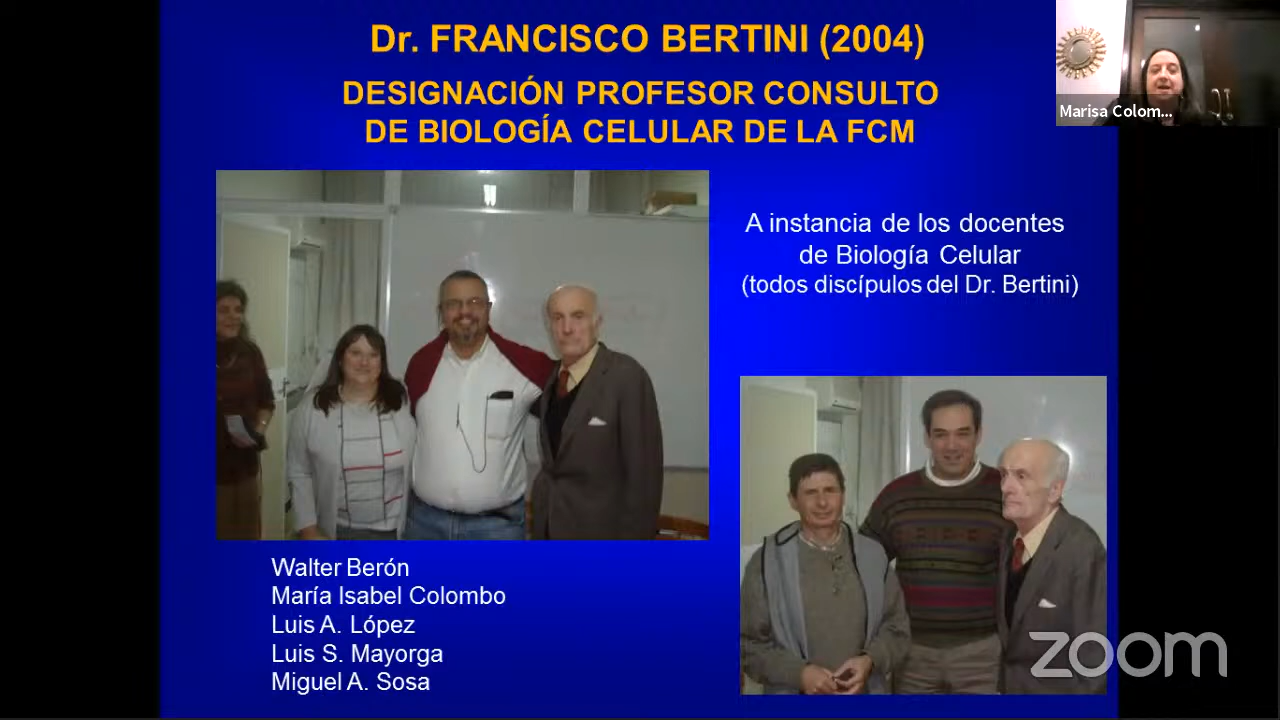 Dr. FRANCISCO BERTINI (2004)
DESIGNACIÓN PROFESOR CONSULTO
DE BIOLOGÍA CELULAR DE LA FCM
Marisa Colom...
A instancia de los docentes
de Biología Celular
(todos discípulos del Dr. Bertini)
Walter Berón
María Isabel Colombo
Luis A. López
Luis S. Mayorga
Miguel A. Sosa
zoom